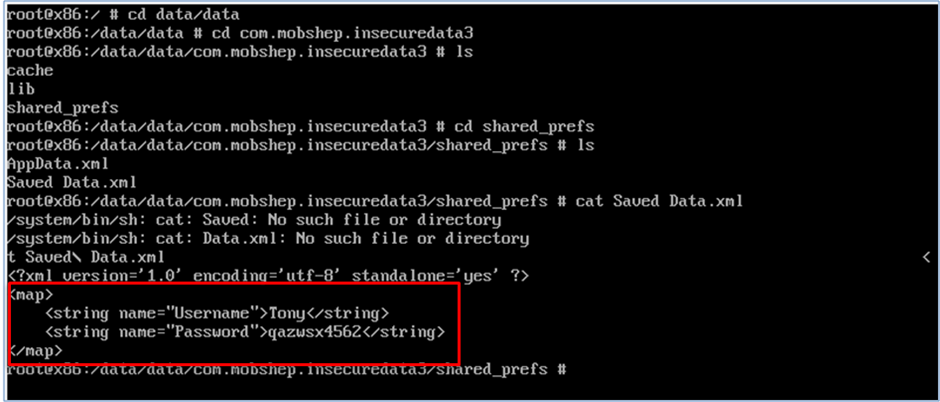 root@x86:/ # cd data/data
root@x86:/data/data # cd com.mobshep.insecuredata3
root@x86:/data/data/com.mobshep.insecuredata3 # ls
cache
lib
shared_prefs
root@x86:/data/data/com.mobshep.insecuredata3 # cd shared_prefs
root@x86:/data/data/com.mobshep.insecuredata3/shared_prefs # ls
AppData.xml
Saved Data.xml
root@x86:/data/data/com.mobshep.insecuredata3/shared_prefs # cat Saved Data.xml
/system/bin/sh: cat: Saved: No such file or directory
/system/bin/sh: cat: Data.xml: No such file or directory
t Saved\ Data.xml <
<?xml version='1.0' encoding='utf-8' standalone='yes' ?>
<map>
<string name="Username">Tony</string>
<string name="Password">qazwsx4562</string>
</map>
root@x86:/data/data/com.mobshep.insecuredata3/shared_prefs #